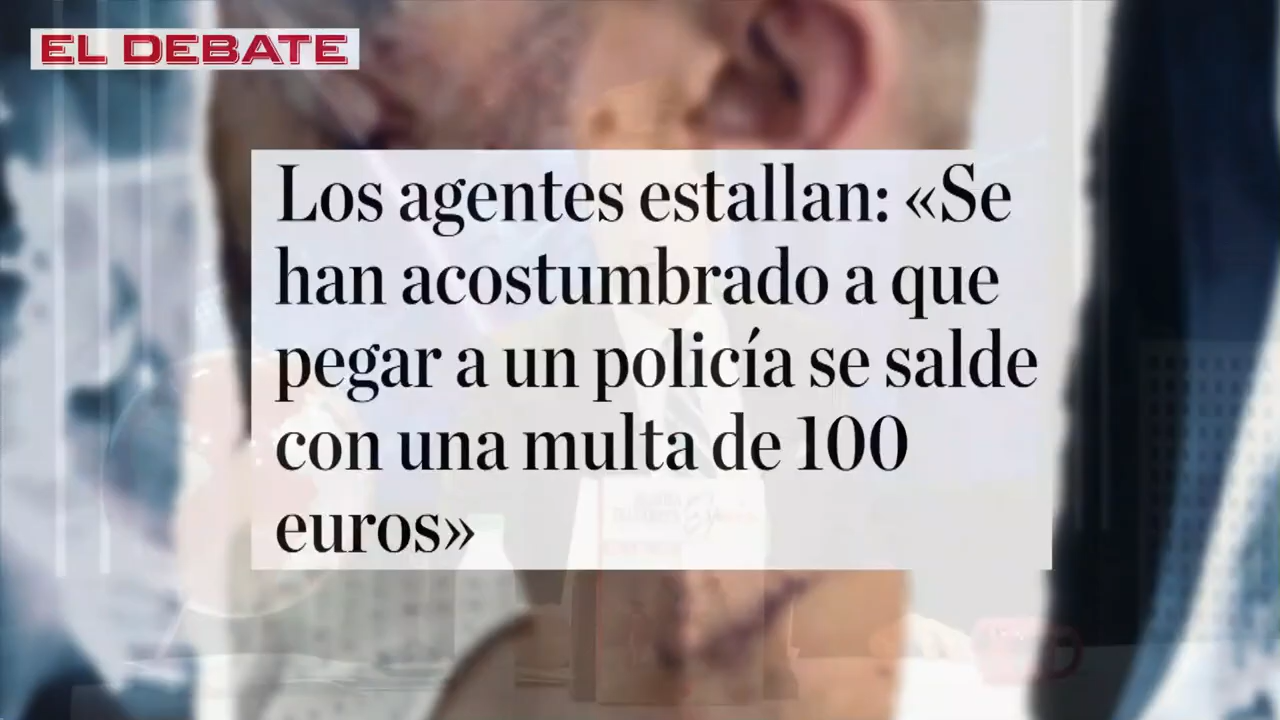 EL DEBATE
Los agentes estallan: «Se
han acostumbrado a que
pegar a un policía se salde
con una multa de 100
euros»